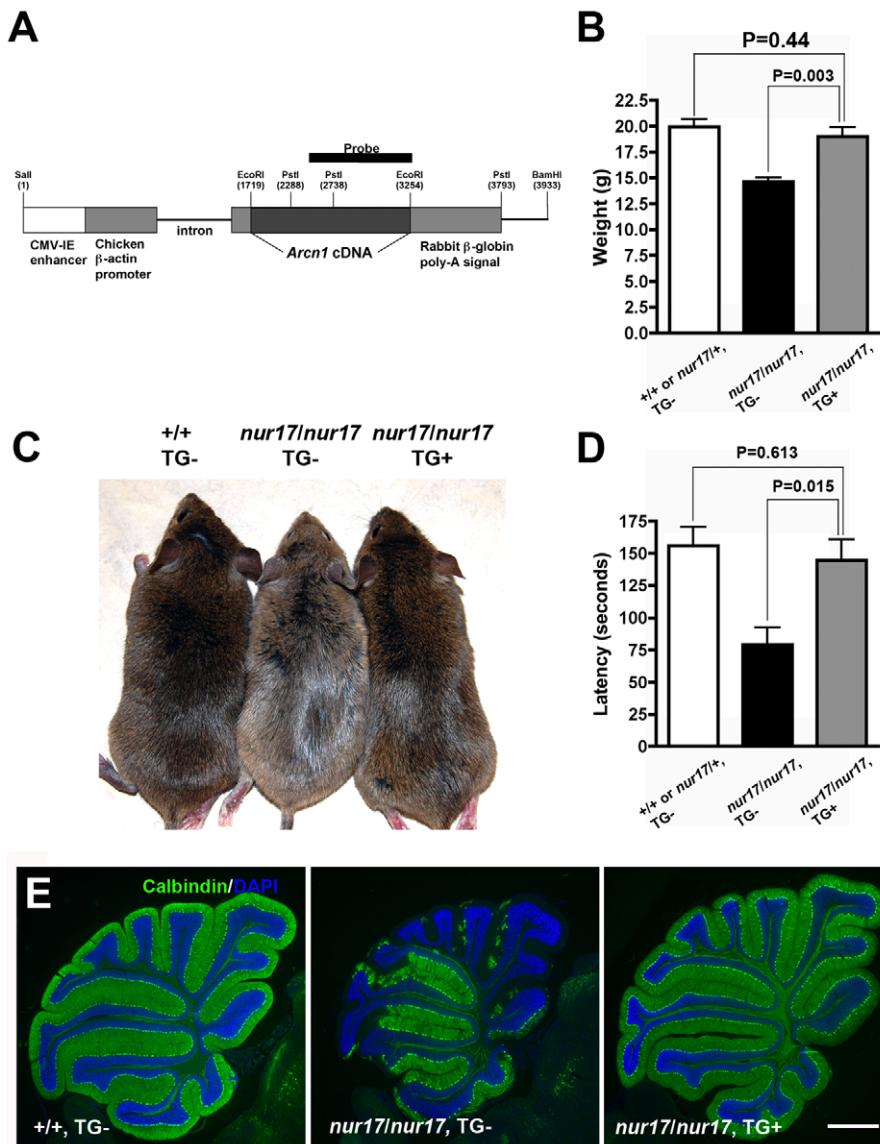 A
Probe
SalI
(1)
EcoRI
(1719)
PstI
(2288)
PstI
(2738)
EcoRI
(3254)
PstI
(3793)
BamHI
(3933)
intron
CMV-IE
enhancer
Chicken
β-actin
promoter
Arcn1 cDNA
Rabbit β-globin
poly-A signal
B
P=0.44
P=0.003
Weight (g)
22.5
20.0
17.5
15.0
12.5
10.0
7.5
5.0
2.5
0.0
+/+ or nur17/+,
TG-
nur17/nur17,
TG-
nur17/nur17,
TG+
C
+/+
TG-
nur17/nur17
TG-
nur17/nur17
TG+
D
P=0.613
P=0.015
Latency (seconds)
175
150
125
100
75
50
25
0
+/+ or nur17/+,
TG-
nur17/nur17,
TG-
nur17/nur17,
TG+
E
Calbindin/DAPI
+/+, TG-
nur17/nur17, TG-
nur17/nur17, TG+